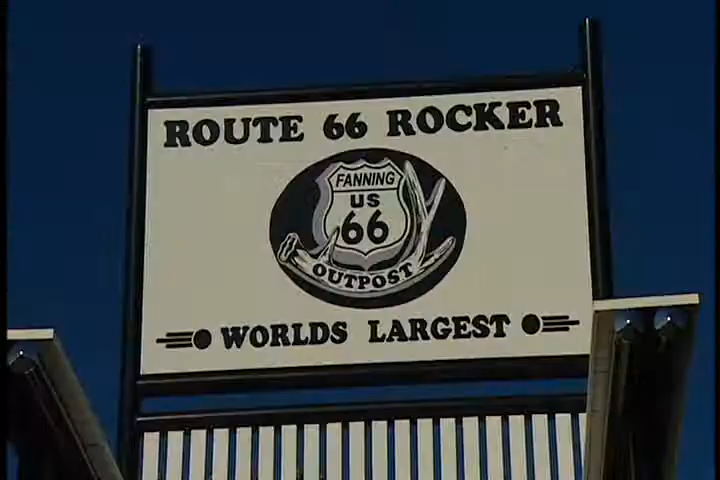 ROUTE 66 ROCKER
FANNING
US
66
OUTPOST
WORLDS LARGEST